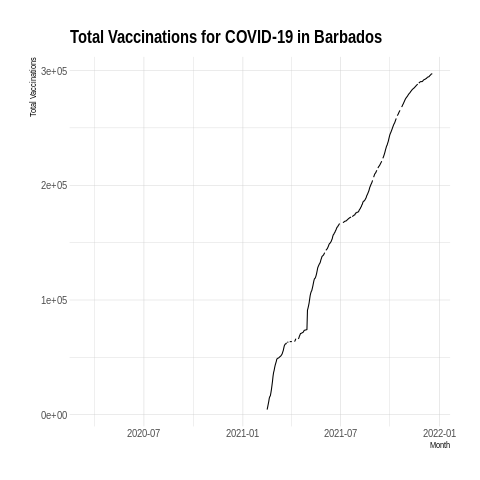 Total Vaccinations for COVID-19 in Barbados
Total Vaccinations
3e+05
2e+05
1e+05
0e+00
2020-07 2021-01 2021-07 2022-01
Month